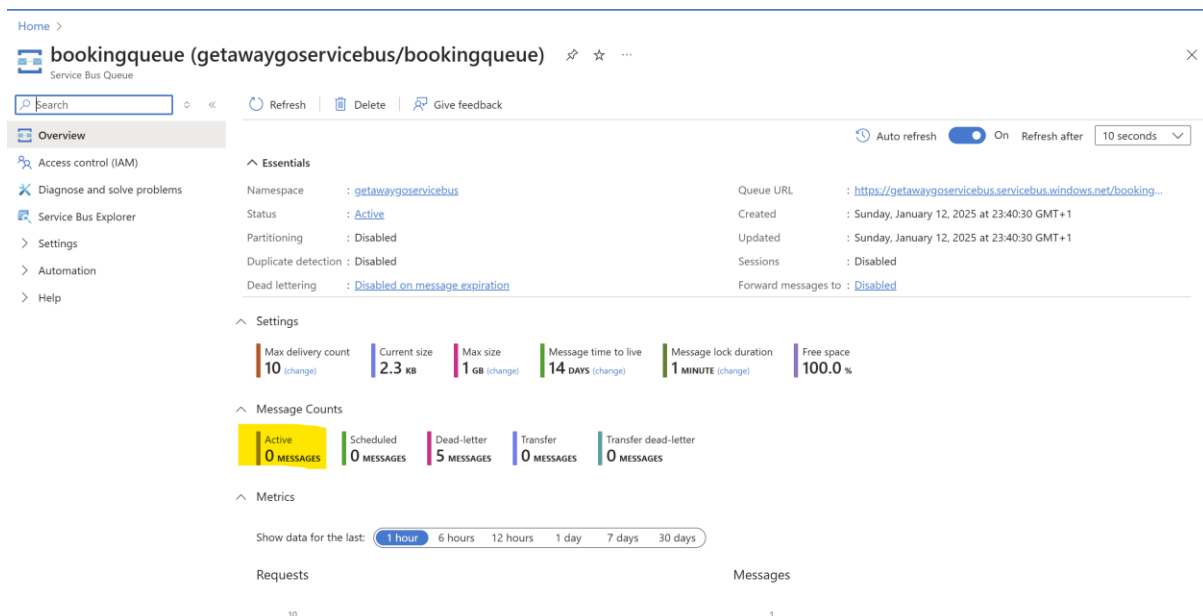 Home >
bookingqueue (getawaygoservicebus/bookingqueue) ...
Service Bus Queue
Search
Refresh Delete Give feedback
Overview
Auto refresh On Refresh after 10 seconds
Access control (IAM)
Diagnose and solve problems
Service Bus Explorer
> Settings
> Automation
> Help
Essentials
Namespace : getawaygoservicebus
Queue URL : https://getawaygoservicebus.servicebus.windows.net/booking...
Status : Active
Created : Sunday, January 12, 2025 at 23:40:30 GMT+1
Partitioning : Disabled
Updated : Sunday, January 12, 2025 at 23:40:30 GMT+1
Duplicate detection : Disabled
Sessions : Disabled
Dead lettering : Disabled on message expiration
Forward messages to : Disabled
Settings
Max delivery count
10 (change)
Current size
2.3 KB
Max size
1 GB (change)
Message time to live
14 DAYS (change)
Message lock duration
1 MINUTE (change)
Free space
100.0 %
Message Counts
Active
0 MESSAGES
Scheduled
0 MESSAGES
Dead-letter
5 MESSAGES
Transfer
0 MESSAGES
Transfer dead-letter
0 MESSAGES
Metrics
Show data for the last: 1 hour 6 hours 12 hours 1 day 7 days 30 days
Requests
10
Messages
1